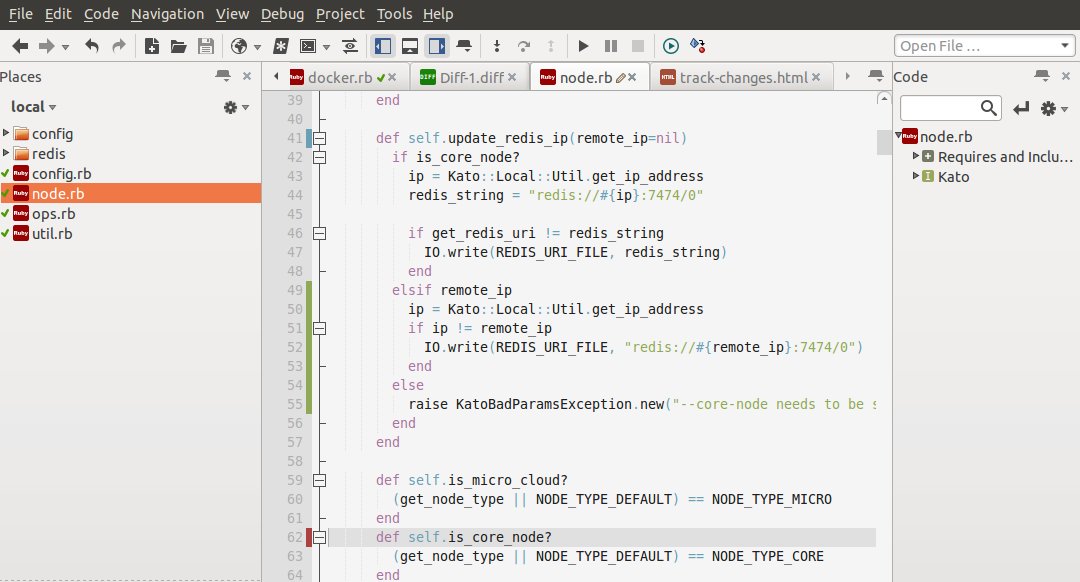 File Edit Code Navigation View Debug Project Tools Help
Open File ...
Places
docker.rb
Diff-1.diff
node.rb
track-changes.html
Code
local
config
redis
Ruby config.rb
Ruby node.rb
Ruby ops.rb
Ruby util.rb
39 end
40
41 def self.update_redis_ip(remote_ip=nil)
42 if is_core_node?
43 ip = Kato::Local::Util.get_ip_address
44 redis_string = "redis://#{ip}:7474/0"
45
46 if get_redis_uri != redis_string
47 IO.write(REDIS_URI_FILE, redis_string)
48 end
49 elsif remote_ip
50 ip = Kato::Local::Util.get_ip_address
51 if ip != remote_ip
52 IO.write(REDIS_URI_FILE, "redis://#{remote_ip}:7474/0")
53 end
54 else
55 raise KatoBadParamsException.new("--core-node needs to be s
56 end
57 end
58
59 def self.is_micro_cloud?
60 (get_node_type || NODE_TYPE_DEFAULT) == NODE_TYPE_MICRO
61 end
62 def self.is_core_node?
63 (get_node_type || NODE_TYPE_DEFAULT) == NODE_TYPE_CORE
64 end
Ruby node.rb
Requires and Inclu...
I Kato